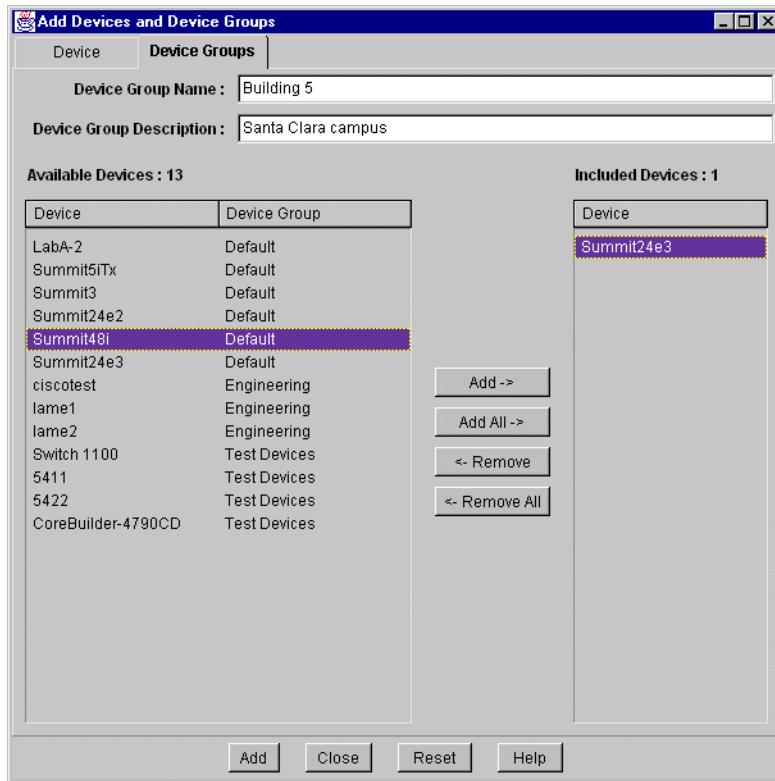 Add Devices and Device Groups
Device Device Groups
Device Group Name : Building 5
Device Group Description : Santa Clara campus
Available Devices : 13 Included Devices : 1
Device Device Group Device
LabA-2 Default Summit24e3
Summit5iTx Default
Summit3 Default
Summit24e2 Default
Summit48i Default
Summit24e3 Default
ciscotest Engineering
lame1 Engineering
lame2 Engineering
Switch 1100 Test Devices
5411 Test Devices
5422 Test Devices
CoreBuilder-4790CD Test Devices
Add ->
Add All ->
<- Remove
<- Remove All
Add Close Reset Help